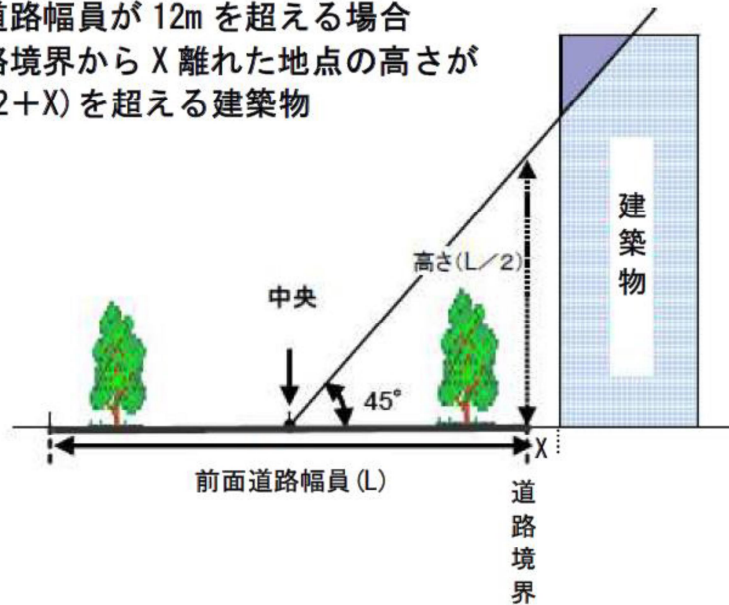 道路幅員が 12m を超える場合
路境界から X 離れた地点の高さが
2＋X)を超える建築物
建築物
高さ(L／2)
中央
45°
X
前面道路幅員(L)
道路境界